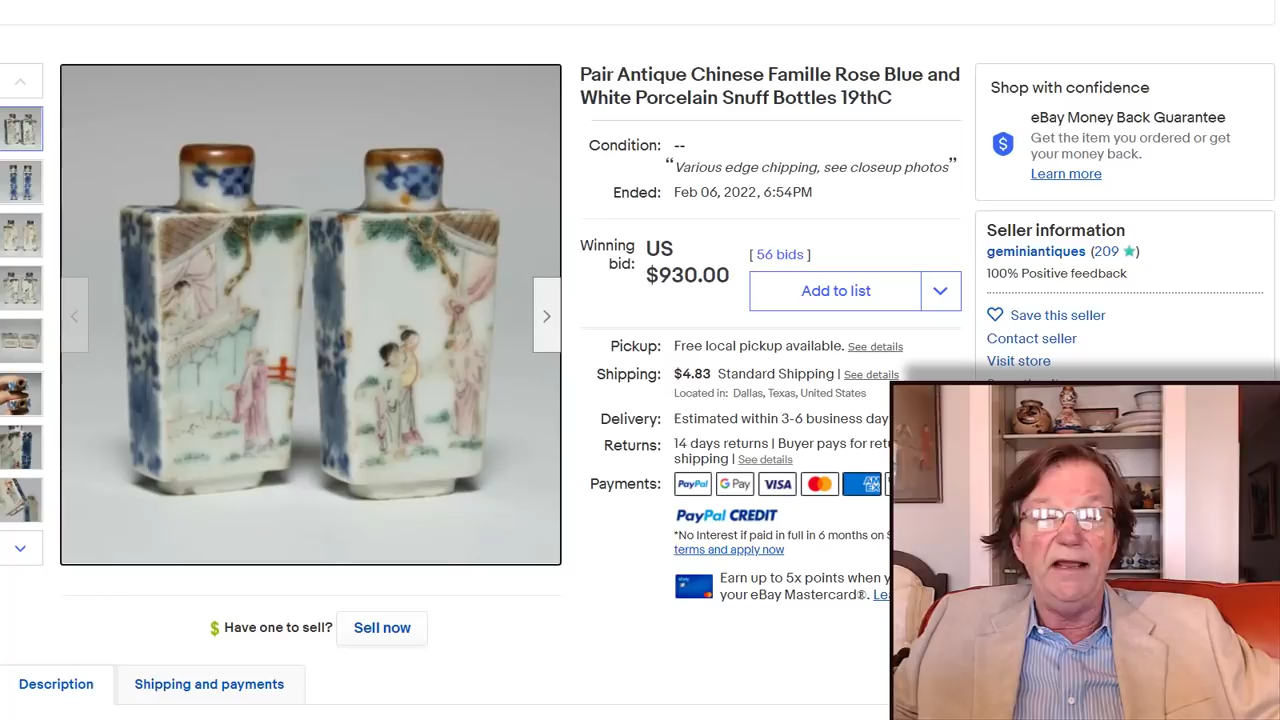 Pair Antique Chinese Famille Rose Blue and
White Porcelain Snuff Bottles 19thC
Condition: --
“ Various edge chipping, see closeup photos”
Ended: Feb 06, 2022, 6:54PM
Winning
bid:
US
$930.00
[ 56 bids ]
Add to list
Pickup: Free local pickup available. See details
Shipping: $4.83 Standard Shipping | See details
Located in: Dallas, Texas, United States
Delivery: Estimated within 3-6 business day
Returns: 14 days returns | Buyer pays for
shipping | See details
Payments: PayPal G Pay VISA AM EX
PayPal CREDIT
*No Interest if paid in full in 6 months on
terms and apply now
ebay
Earn up to 5x points when y
your eBay Mastercard®.
Shop with confidence
eBay Money Back Guarantee
Get the item you ordered or get
your money back.
Learn more
Seller information
geminiantiques (209 ★)
100% Positive feedback
Save this seller
Contact seller
Visit store
Have one to sell? Sell now
Description
Shipping and payments